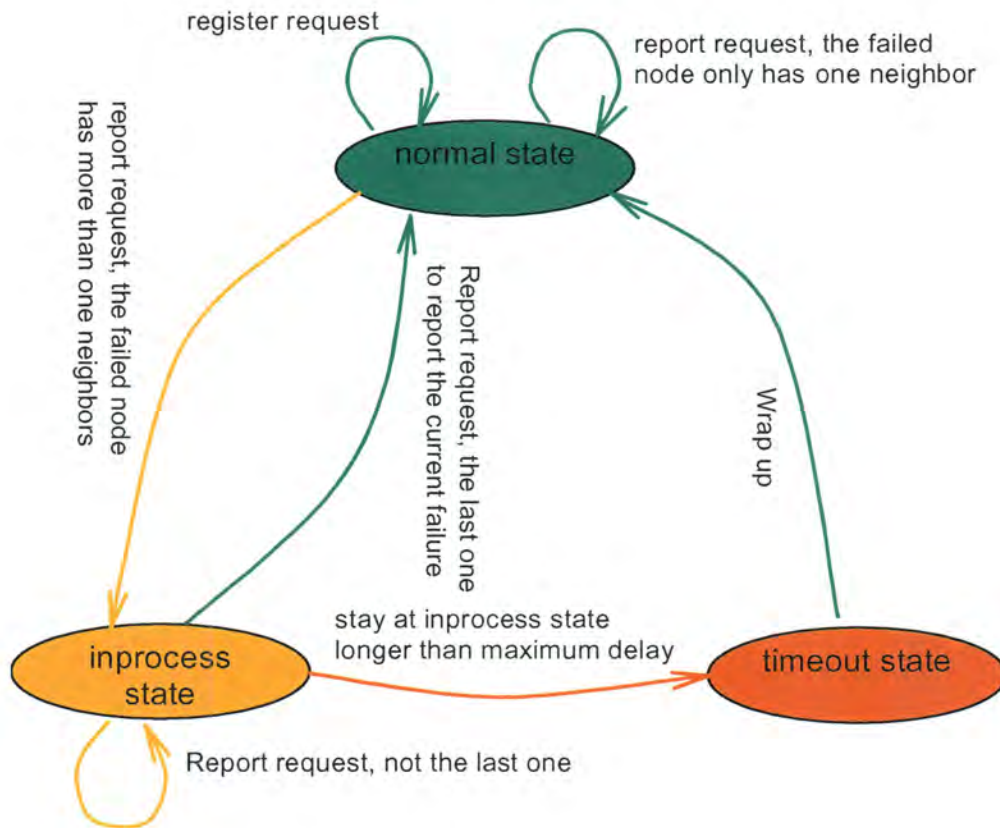 register request
report request, the failed
node only has one neighbor
normal state
report request, the failed node
has more than one neighbors
Report request, the last one
to report the current failure
Wrap up
inprocess
state
stay at inprocess state
longer than maximum delay
timeout state
Report request, not the last one